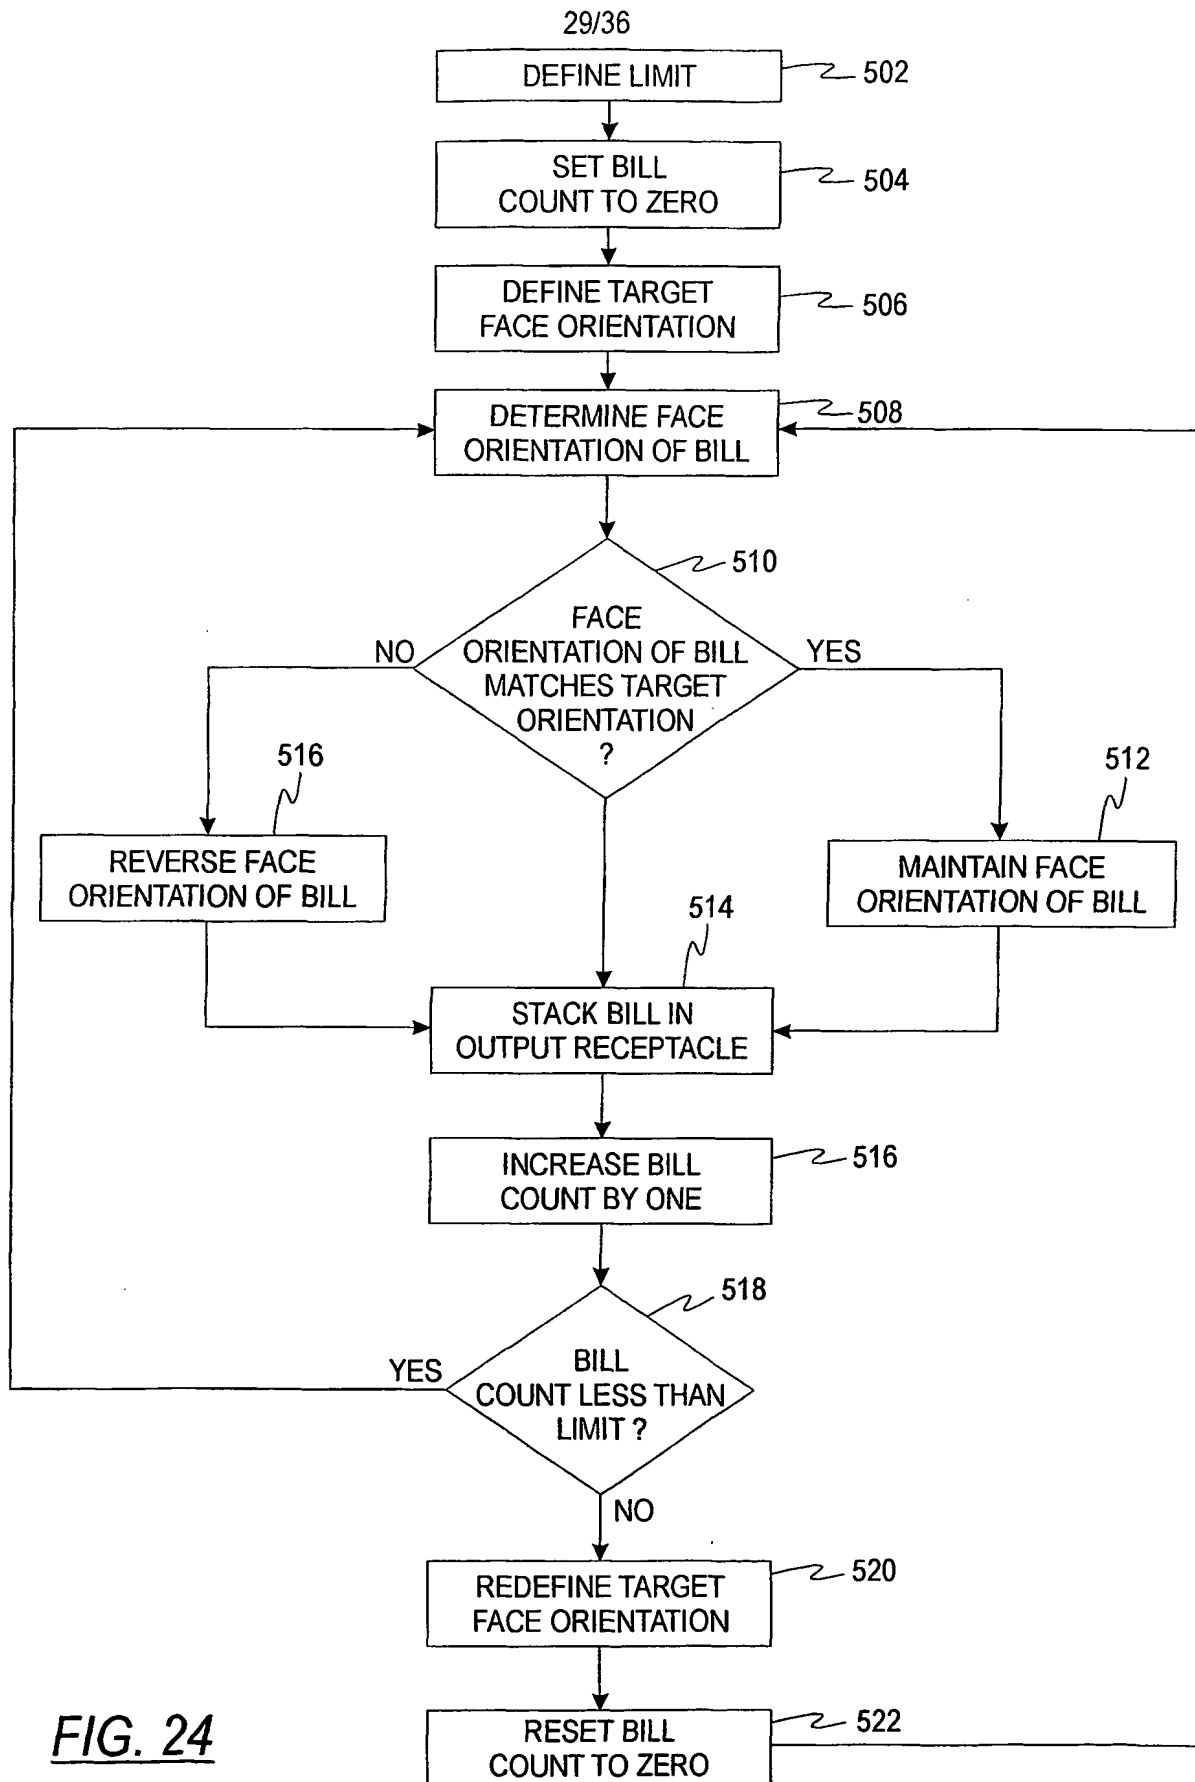 29/36
DEFINE LIMIT
502
SET BILL
COUNT TO ZERO
504
DEFINE TARGET
FACE ORIENTATION
506
DETERMINE FACE
ORIENTATION OF BILL
508
510
FACE
ORIENTATION OF BILL
MATCHES TARGET
ORIENTATION
?
NO
YES
516
REVERSE FACE
ORIENTATION OF BILL
512
MAINTAIN FACE
ORIENTATION OF BILL
514
STACK BILL IN
OUTPUT RECEPTACLE
INCREASE BILL
COUNT BY ONE
516
518
BILL
COUNT LESS THAN
LIMIT ?
YES
NO
REDEFINE TARGET
FACE ORIENTATION
520
RESET BILL
COUNT TO ZERO
522
FIG. 24